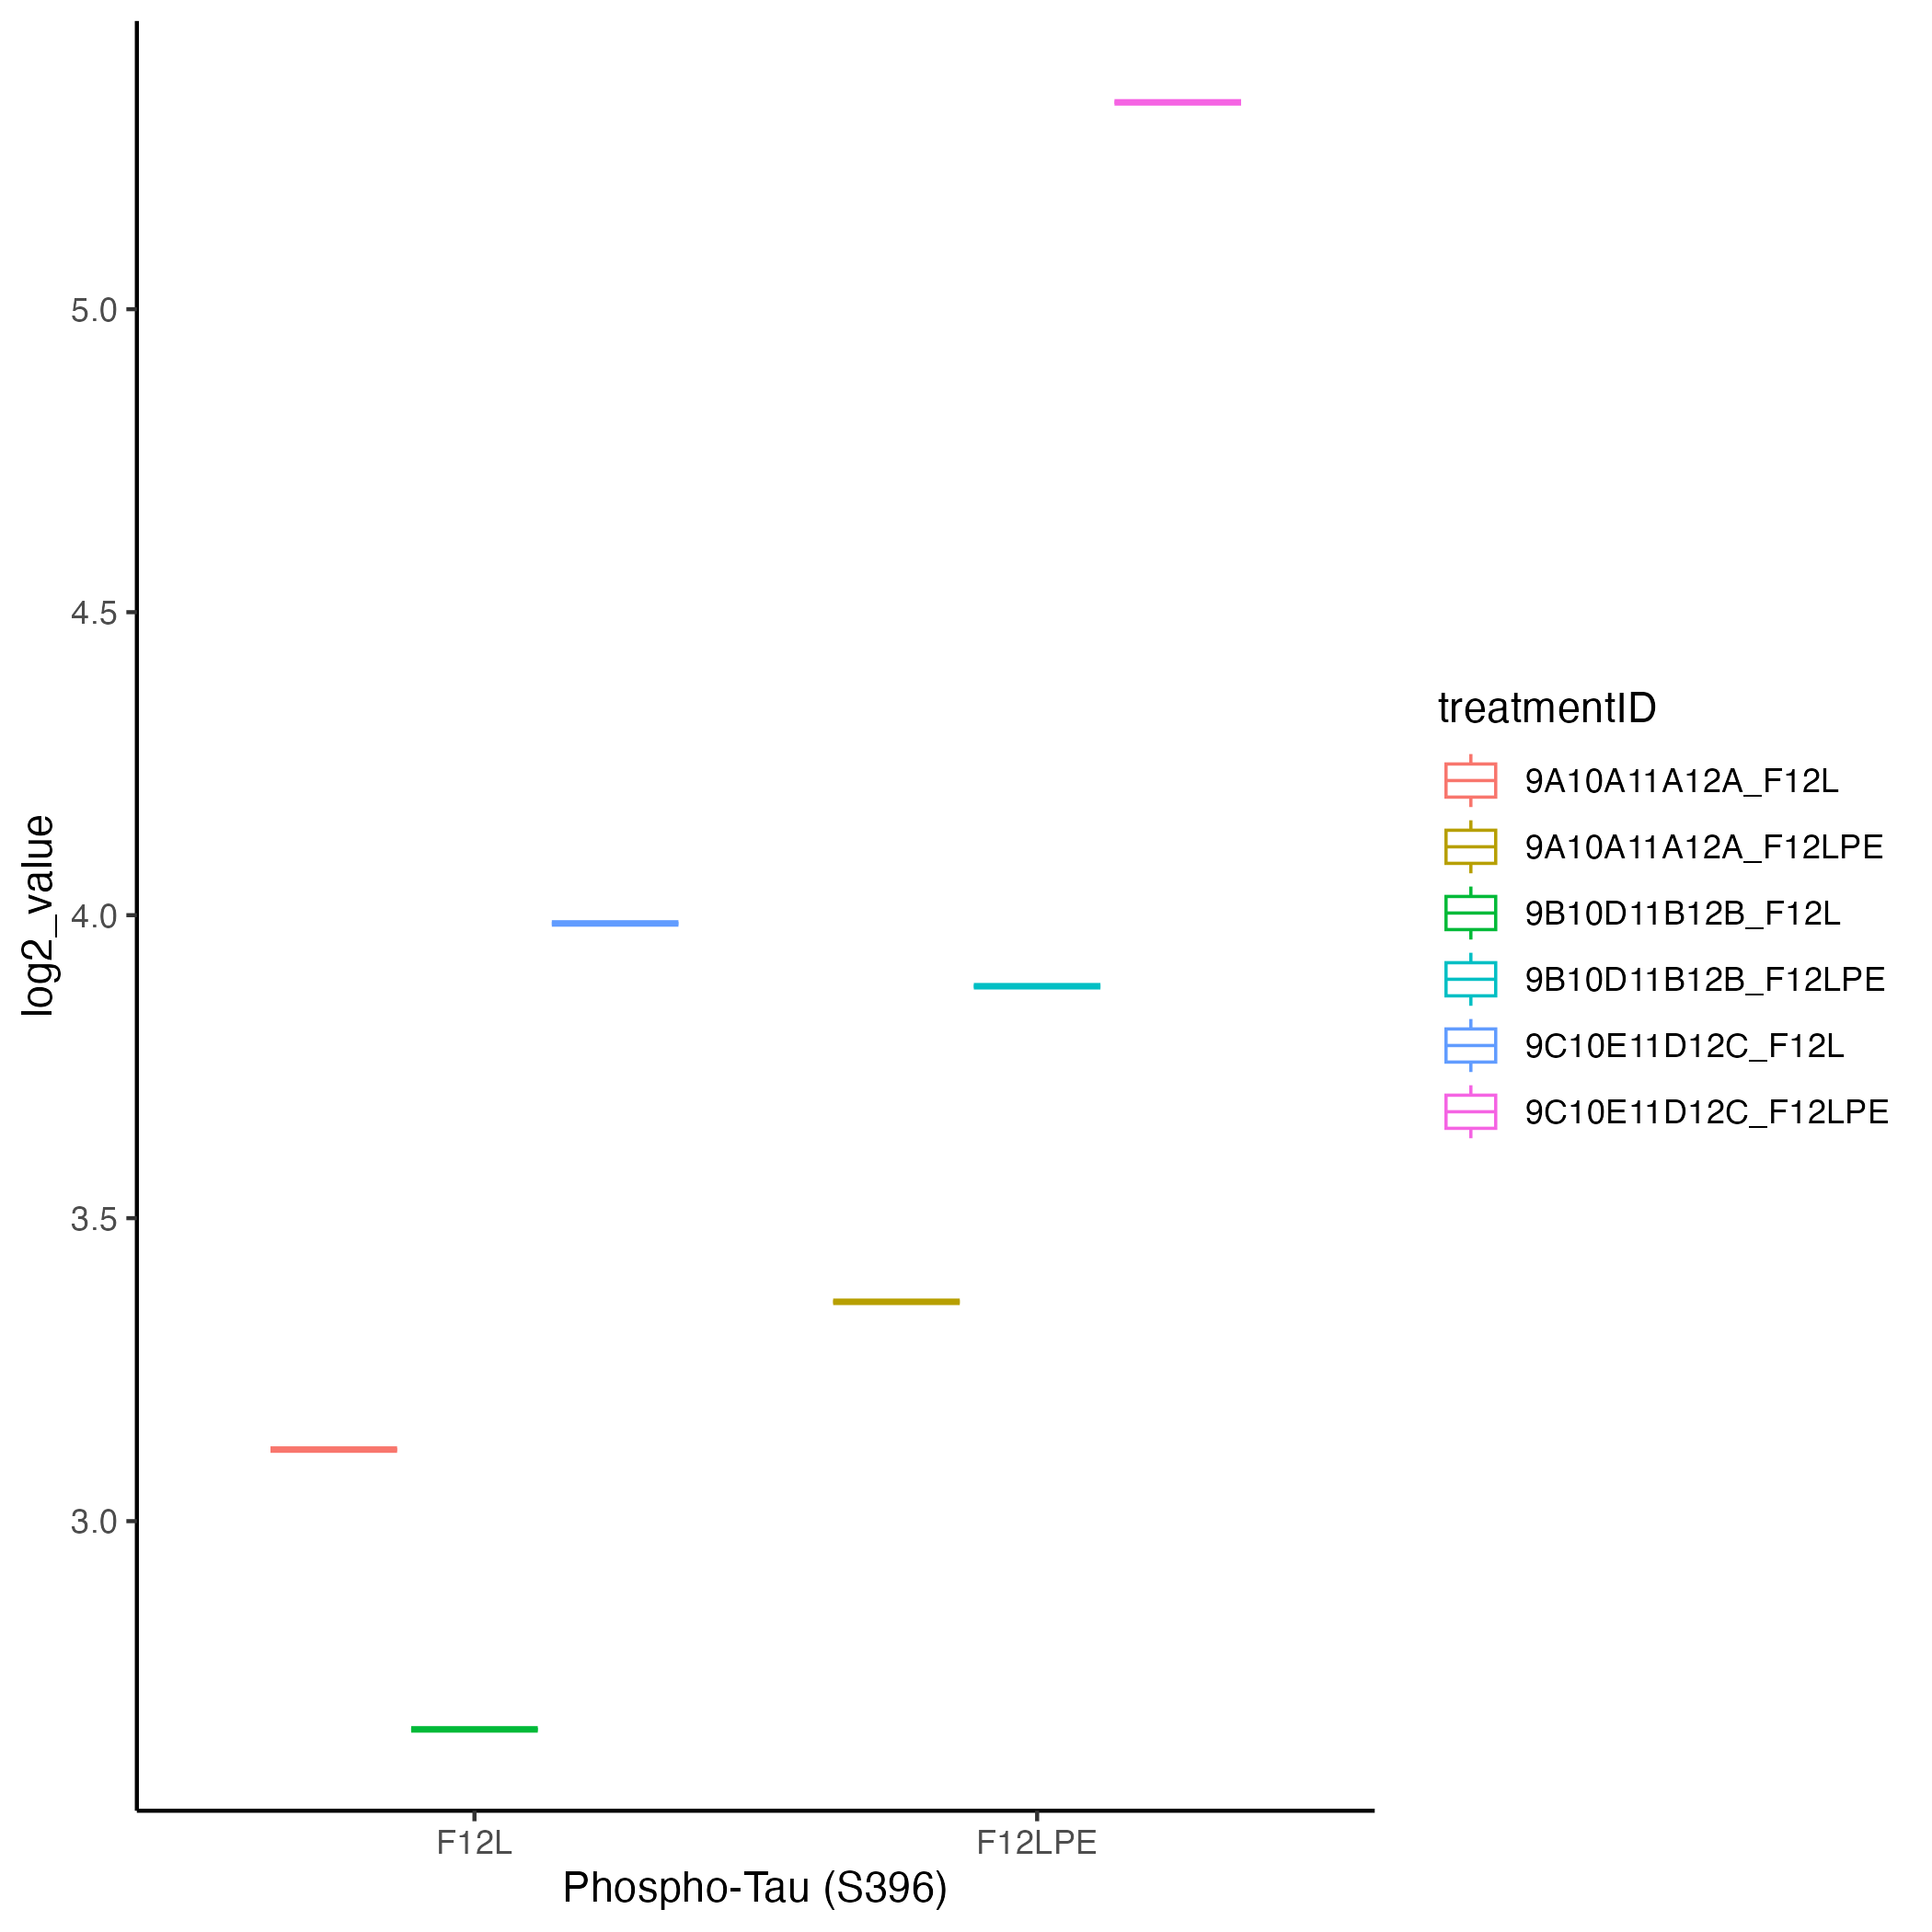 log2_value
5.0
4.5
4.0
3.5
3.0
F12L
F12LPE
Phospho-Tau (S396)
treatmentID
9A10A11A12A_F12L
9A10A11A12A_F12LPE
9B10D11B12B_F12L
9B10D11B12B_F12LPE
9C10E11D12C_F12L
9C10E11D12C_F12LPE